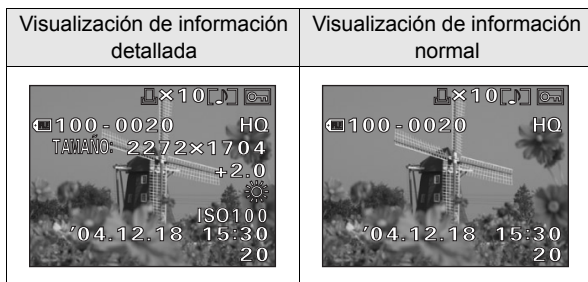 Visualización de información detallada
Visualización de información normal
×10
100-0020 HQ
TAMAÑO: 2272×1704
+2.0
ISO100
'04.12.18 15:30
20
×10
100-0020 HQ
'04.12.18 15:30
20